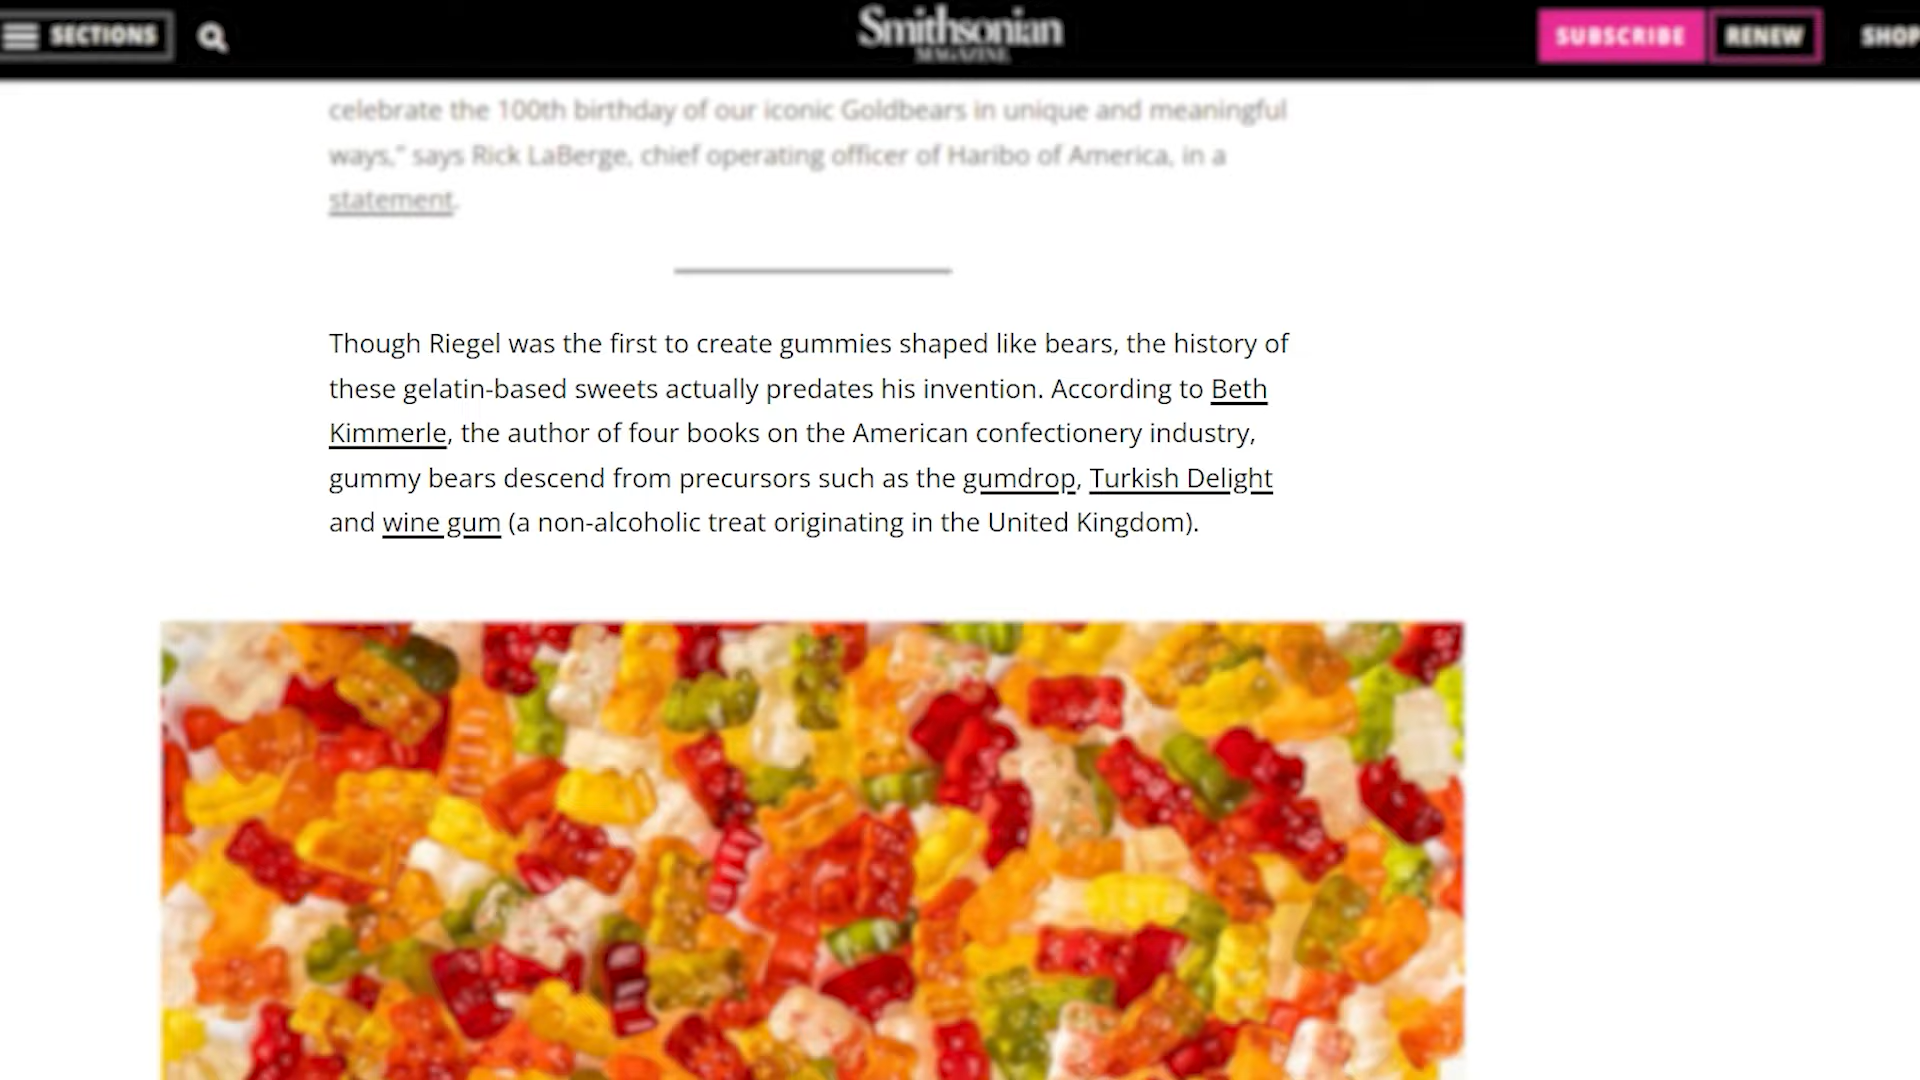 SECTIONS
Smithsonian
MAGAZINE
SUBSCRIBE
RENEW
SHOP
celebrate the 100th birthday of our iconic Goldbears in unique and meaningful
ways,” says Rick LaBerge, chief operating officer of Haribo of America, in a
statement.
Though Riegel was the first to create gummies shaped like bears, the history of
these gelatin-based sweets actually predates his invention. According to Beth
Kimmerle, the author of four books on the American confectionery industry,
gummy bears descend from precursors such as the gumdrop, Turkish Delight
and wine gum (a non-alcoholic treat originating in the United Kingdom).